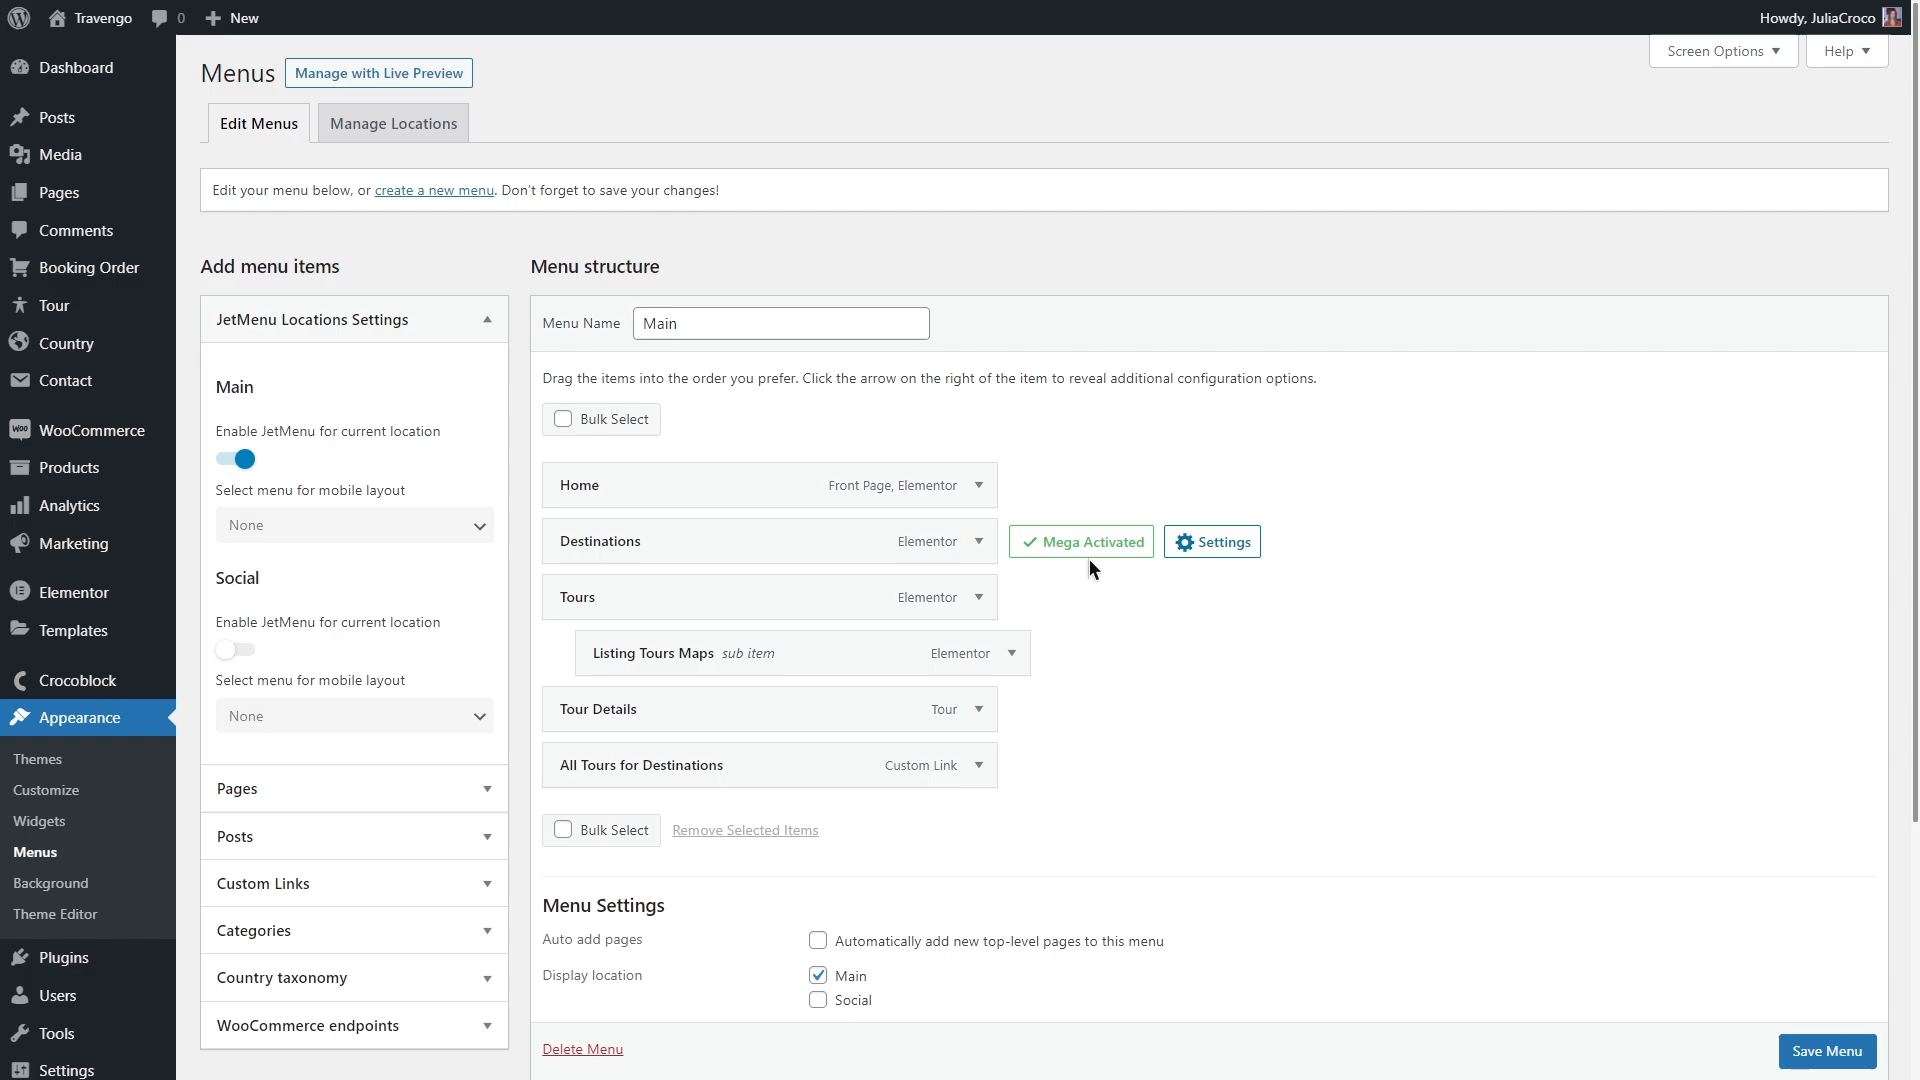 Travengo
0
New
Howdy, JuliaCroco
Dashboard
Posts
Media
Pages
Comments
Booking Order
Tour
Country
Contact
WooCommerce
Products
Analytics
Marketing
Elementor
Templates
Crocoblock
Appearance
Themes
Customize
Widgets
Menus
Background
Theme Editor
Plugins
Users
Tools
Settings
Screen Options
Help
Menus
Manage with Live Preview
Edit Menus
Manage Locations
Edit your menu below, or create a new menu. Don't forget to save your changes!
Add menu items
JetMenu Locations Settings
Main
Enable JetMenu for current location
Select menu for mobile layout
None
Social
Enable JetMenu for current location
Select menu for mobile layout
None
Pages
Posts
Custom Links
Categories
Country taxonomy
WooCommerce endpoints
Menu structure
Menu Name Main
Drag the items into the order you prefer. Click the arrow on the right of the item to reveal additional configuration options.
Bulk Select
Home Front Page, Elementor
Destinations Elementor Mega Activated Settings
Tours Elementor
Listing Tours Maps sub item Elementor
Tour Details Tour
All Tours for Destinations Custom Link
Bulk Select Remove Selected Items
Menu Settings
Auto add pages Automatically add new top-level pages to this menu
Display location Main
Social
Delete Menu
Save Menu